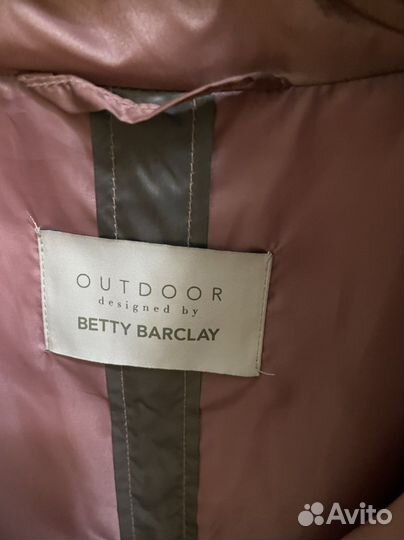 OUTDOOR
designed by
BETTY BARCLAY
Avito